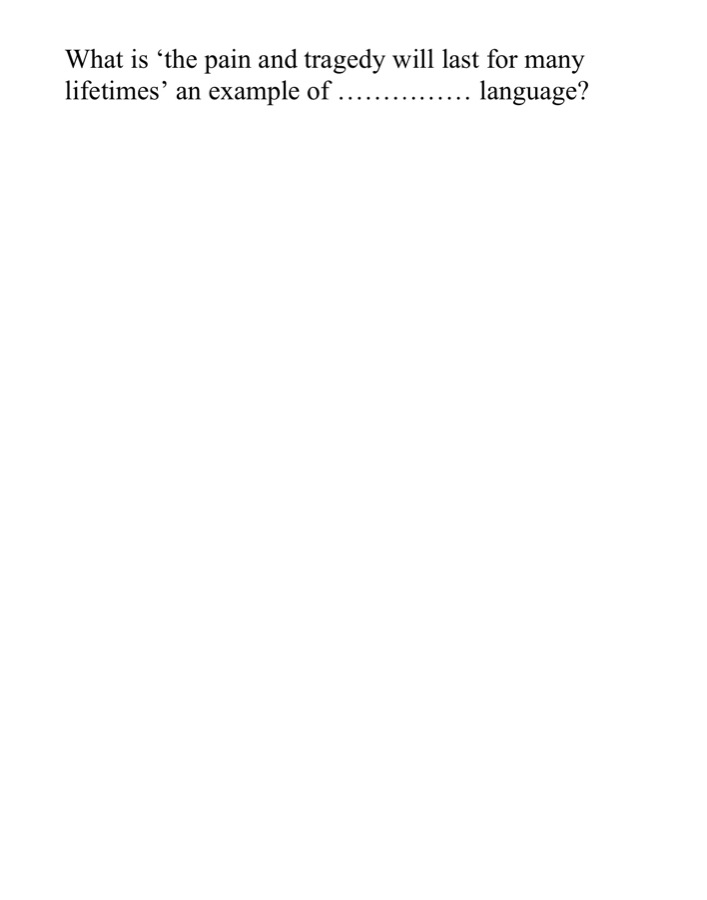 What is ‘the pain and tragedy will last for many
lifetimes’ an example of …………… language?